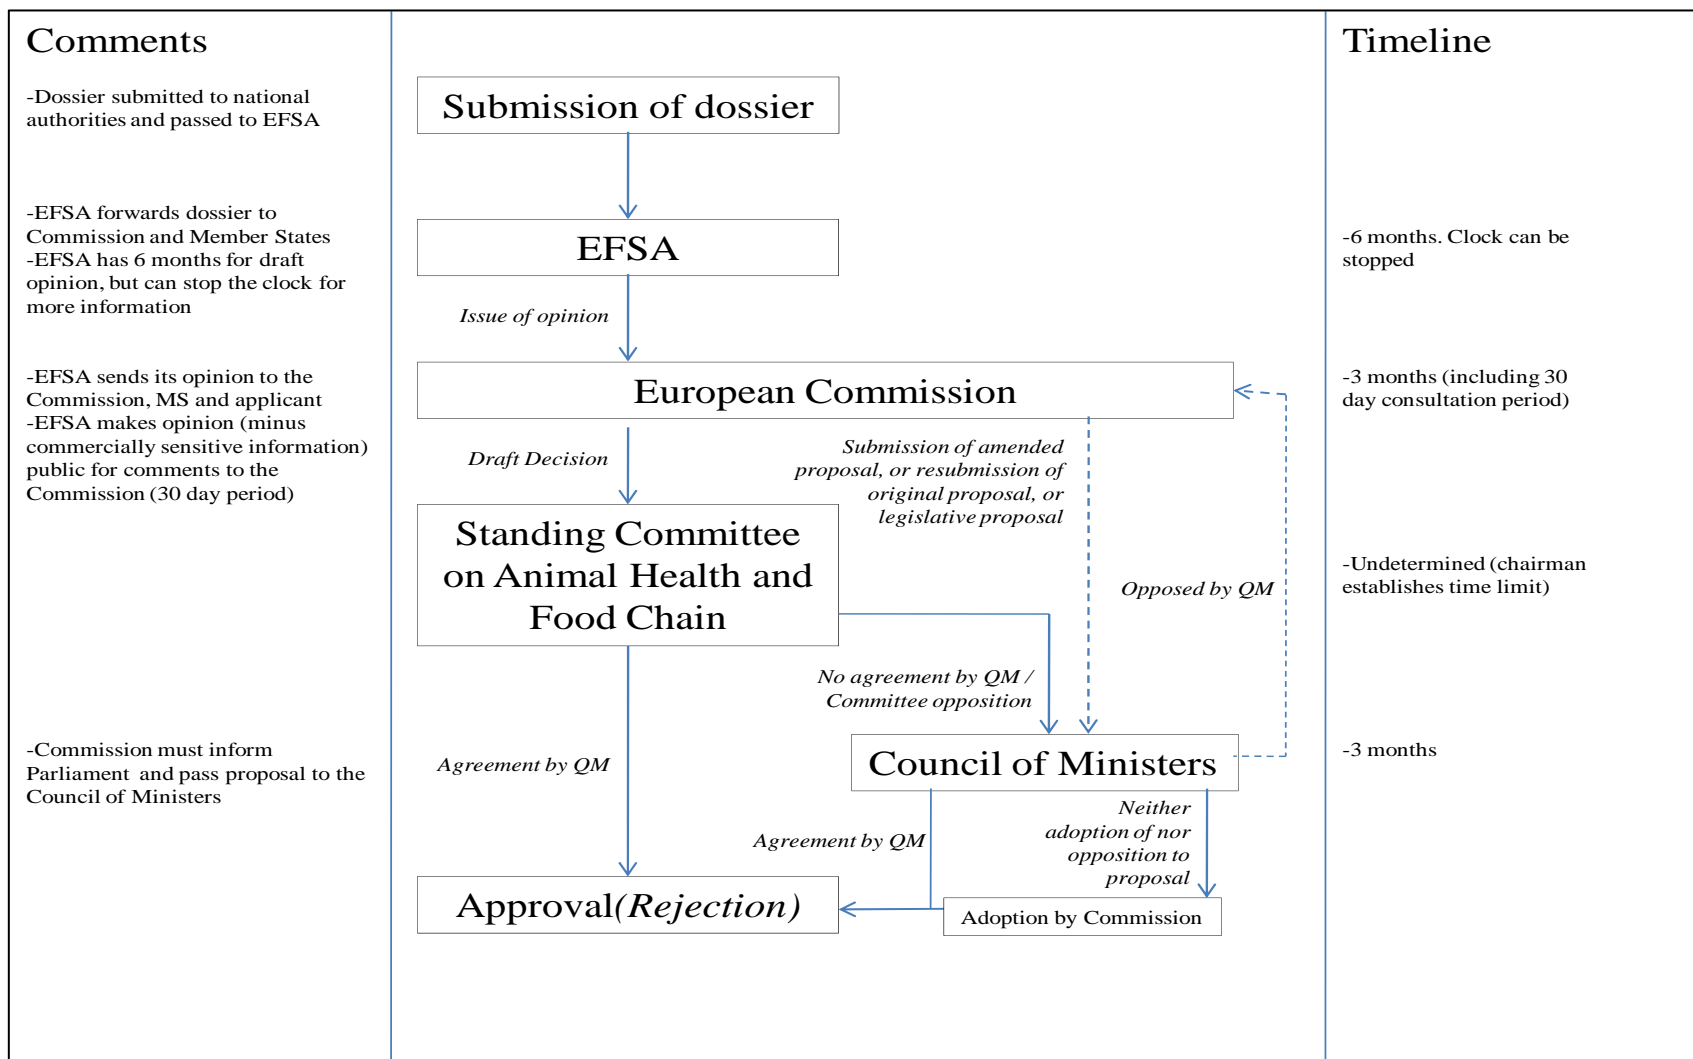 Comments
-Dossier submitted to national
authorities and passed to EFSA
-EFSA forwards dossier to
Commission and Member States
-EFSA has 6 months for draft
opinion, but can stop the clock for
more information
-EFSA sends its opinion to the
Commission, MS and applicant
-EFSA makes opinion (minus
commercially sensitive information)
public for comments to the
Commission (30 day period)
-Commission must inform
Parliament and pass proposal to the
Council of Ministers
Submission of dossier
EFSA
Issue of opinion
European Commission
Draft Decision
Submission of amended
proposal, or resubmission of
original proposal, or
legislative proposal
Standing Committee
on Animal Health and
Food Chain
Opposed by QM
No agreement by QM /
Committee opposition
Agreement by QM
Council of Ministers
Agreement by QM
Neither
adoption of nor
opposition to
proposal
Approval(Rejection)
Adoption by Commission
Timeline
-6 months. Clock can be
stopped
-3 months (including 30
day consultation period)
-Undetermined (chairman
establishes time limit)
-3 months